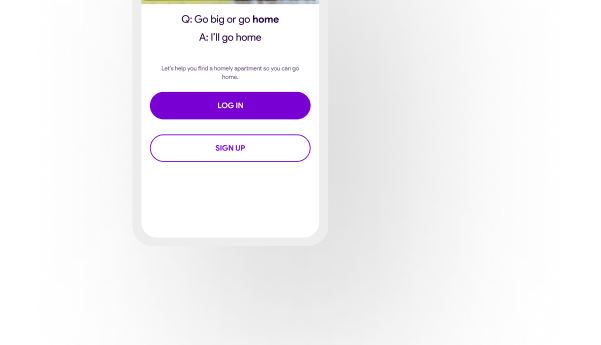 Q: Go big or go home
A: I'll go home
Let's help you find a homely apartment so you can go
home.
LOG IN
SIGN UP